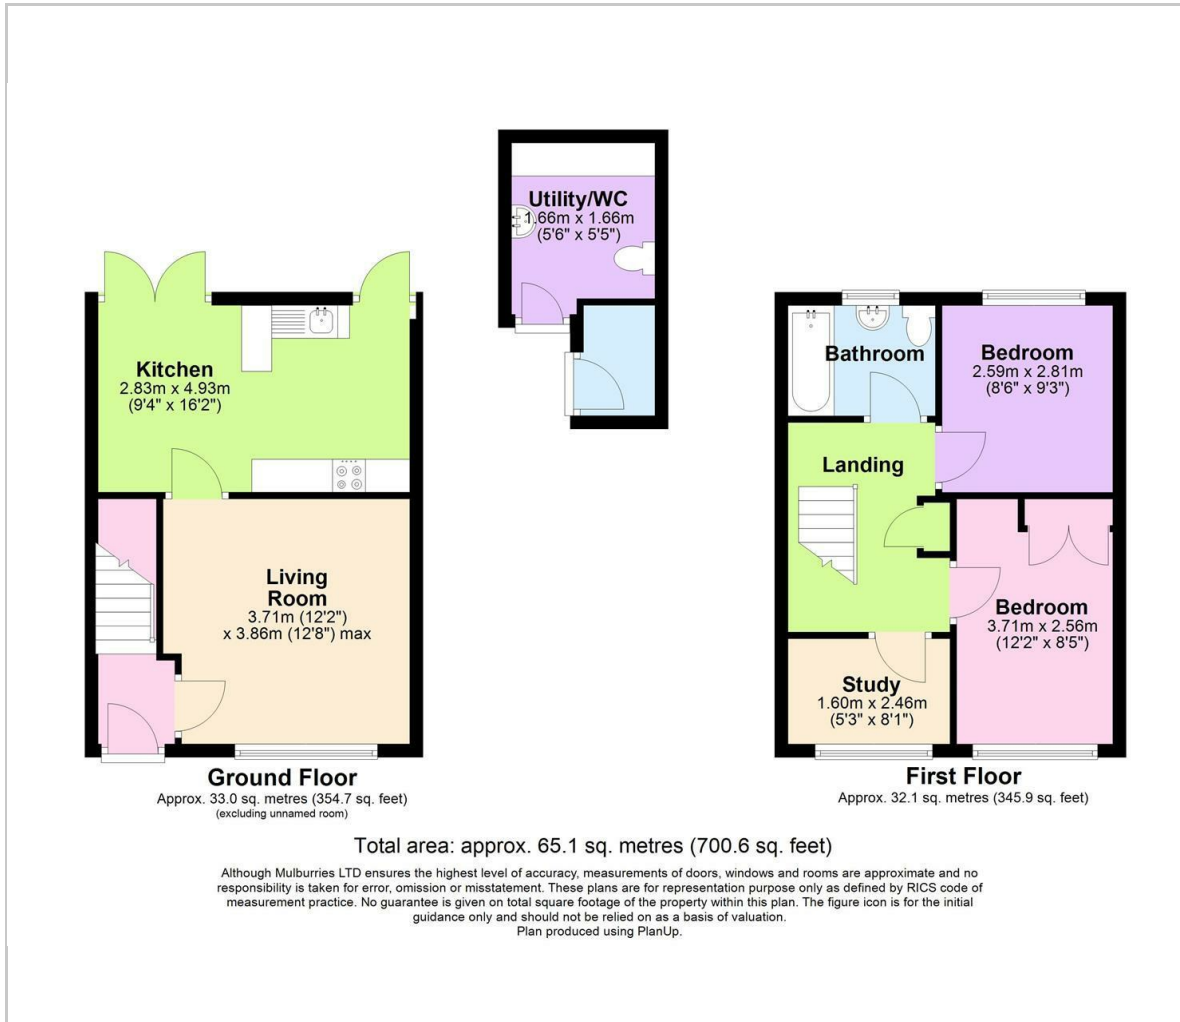 Utility/WC
1.66m x 1.66m
(5'6" x 5'5")
Kitchen
2.83m x 4.93m
(9'4" x 16'2")
Living
Room
3.71m (12'2")
x 3.86m (12'8") max
Ground Floor
Approx. 33.0 sq. metres (354.7 sq. feet)
(excluding unnamed room)
Bathroom
Bedroom
2.59m x 2.81m
(8'6" x 9'3")
Landing
Bedroom
3.71m x 2.56m
(12'2" x 8'5")
Study
1.60m x 2.46m
(5'3" x 8'1")
First Floor
Approx. 32.1 sq. metres (345.9 sq. feet)
Total area: approx. 65.1 sq. metres (700.6 sq. feet)
Although Mulburries LTD ensures the highest level of accuracy, measurements of doors, windows and rooms are approximate and no
responsibility is taken for error, omission or misstatement. These plans are for representation purpose only as defined by RICS code of
measurement practice. No guarantee is given on total square footage of the property within this plan. The figure icon is for the initial
guidance only and should not be relied on as a basis of valuation.
Plan produced using PlanUp.